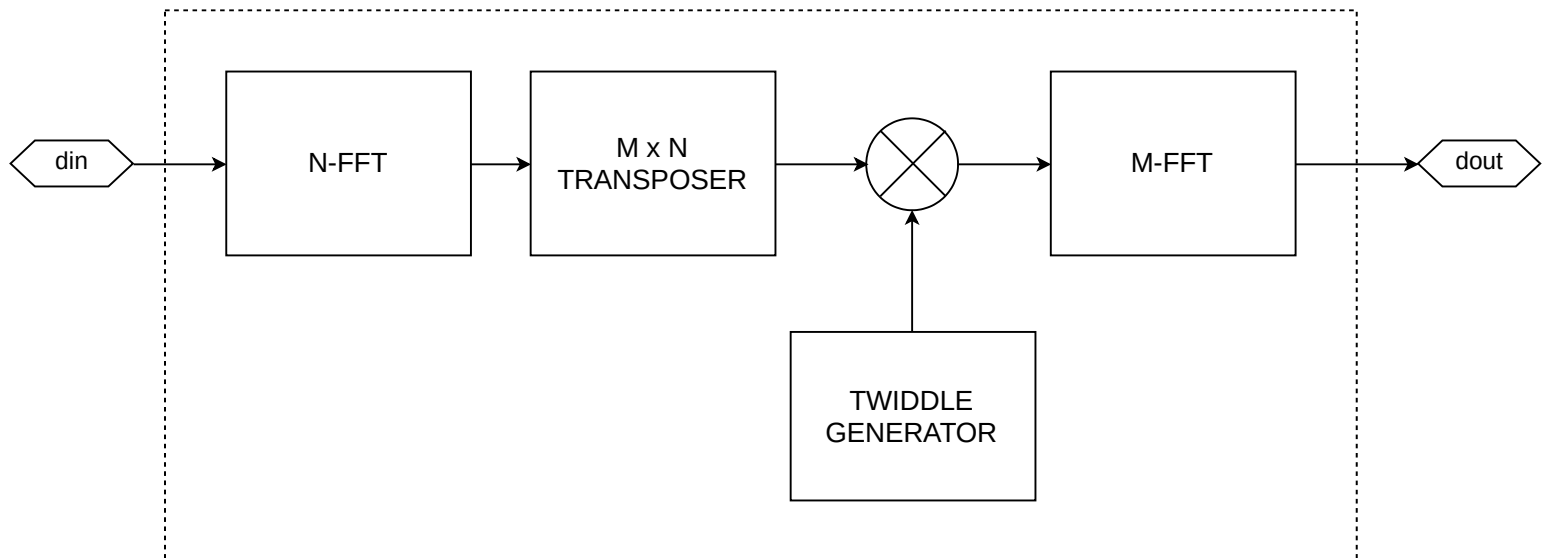 din
N-FFT
M x N
TRANSPOSER
M-FFT
dout
TWIDDLE
GENERATOR